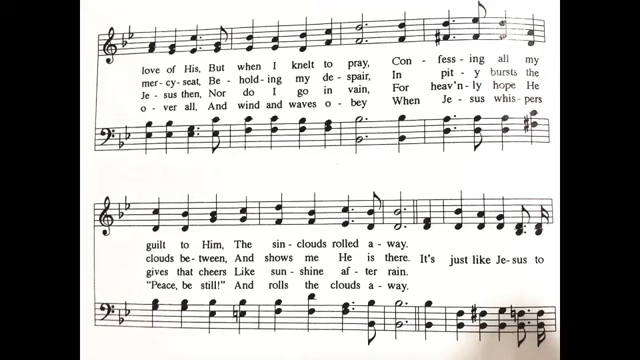 love of His, But when I knelt to pray, Con - fess - ing all my
mer - cy-seat, Be - hold - ing my de - spair, In pit - y bursts the
Je - sus then, Nor do I go in vain, For heav'n - ly hope He
o - ver all, And wind and waves o - bey When Je - sus whis - pers
guilt to Him, The sin - clouds rolled a - way.
clouds be - tween, And shows me He is there. It's just like Je - sus to
gives that cheers Like sun - shine af - ter rain.
"Peace, be still!" And rolls the clouds a - way.